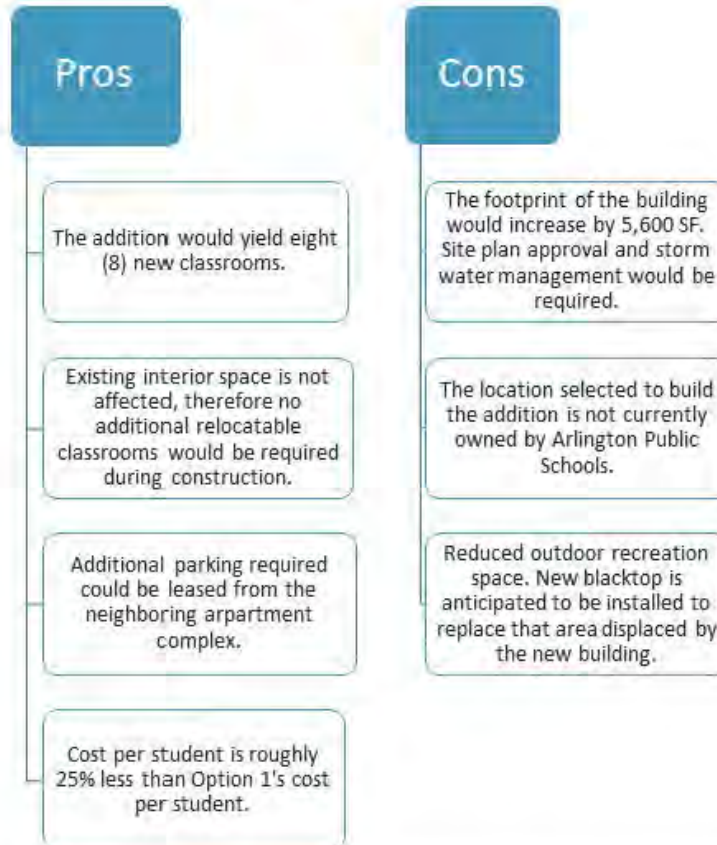 Pros
The addition would yield eight
(8) new classrooms.
Existing interior space is not
affected, therefore no
additional relocatable
classrooms would be required
during construction.
Additional parking required
could be leased from the
neighboring arpartment
complex.
Cost per student is roughly
25% less than Option 1's cost
per student.
Cons
The footprint of the building
would increase by 5,600 SF.
Site plan approval and storm
water management would be
required.
The location selected to build
the addition is not currently
owned by Arlington Public
Schools.
Reduced outdoor recreation
space. New blacktop is
anticipated to be installed to
replace that area displaced by
the new building.